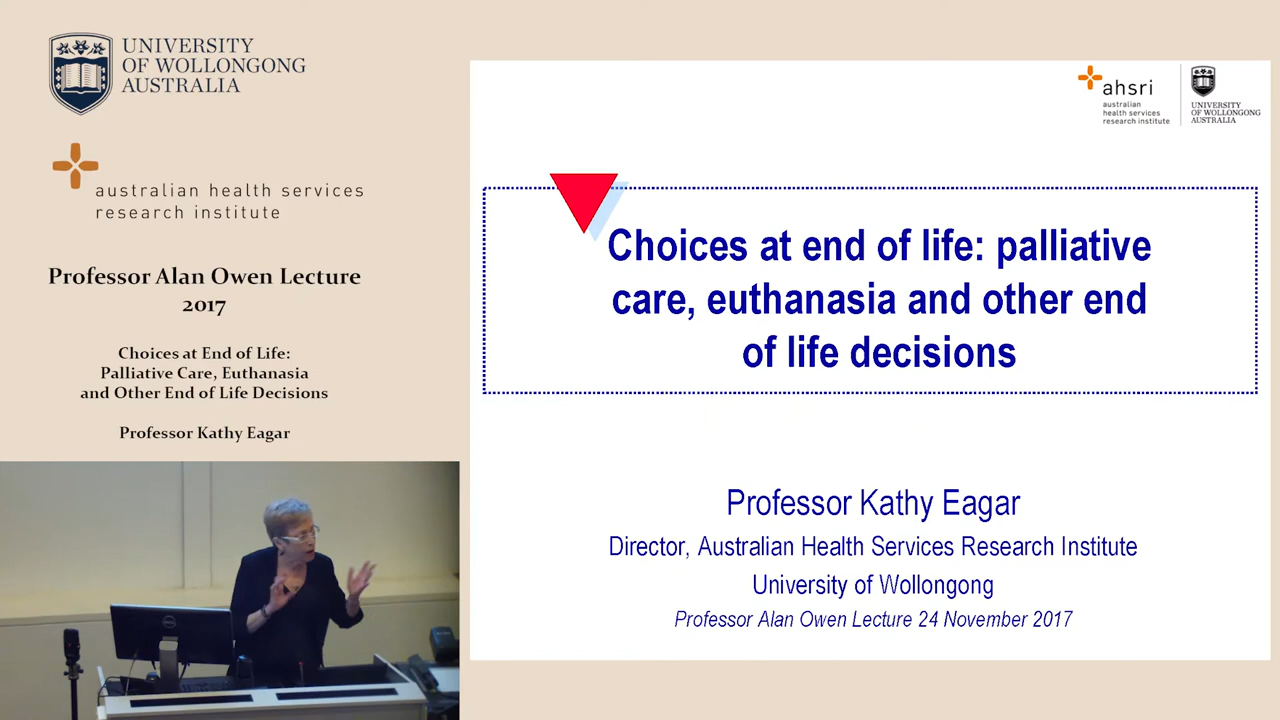 UNIVERSITY
OF WOLLONGONG
AUSTRALIA
australian health services
research institute
Professor Alan Owen Lecture
2017
Choices at End of Life:
Palliative Care, Euthanasia
and Other End of Life Decisions
Professor Kathy Eagar
ahsri
australian
health services
research institute
UNIVERSITY
OF WOLLONGONG
AUSTRALIA
Choices at end of life: palliative
care, euthanasia and other end
of life decisions
Professor Kathy Eagar
Director, Australian Health Services Research Institute
University of Wollongong
Professor Alan Owen Lecture 24 November 2017